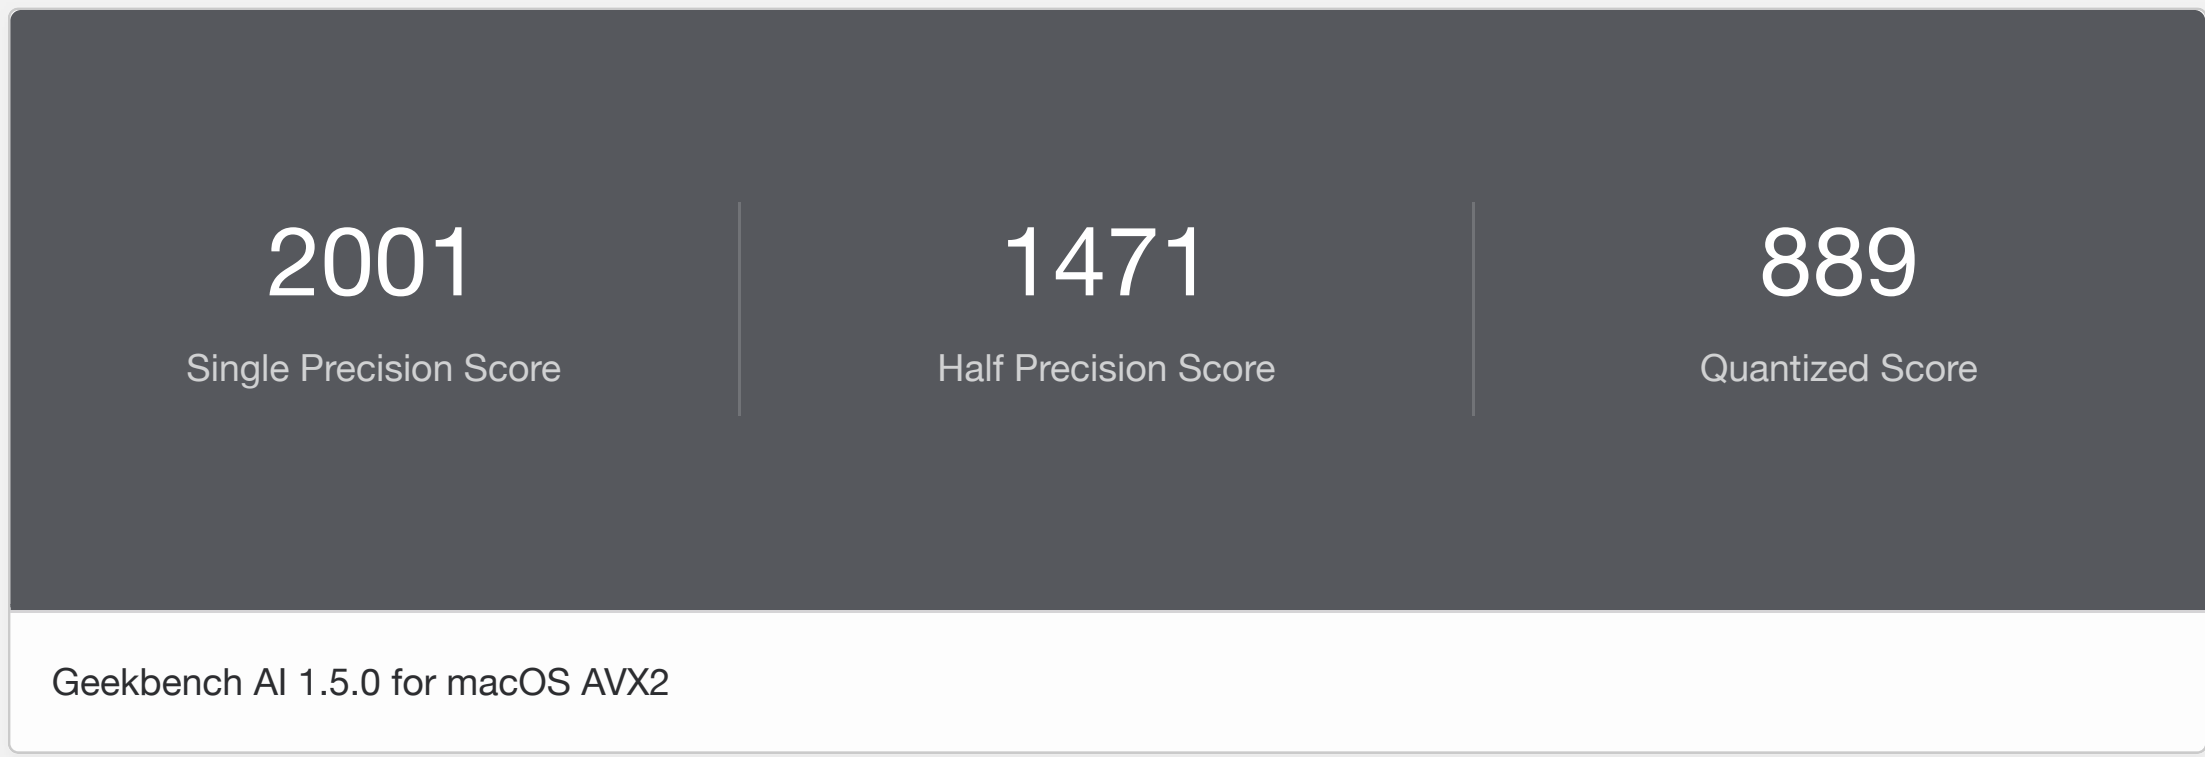 2001
Single Precision Score
1471
Half Precision Score
889
Quantized Score
Geekbench AI 1.5.0 for macOS AVX2